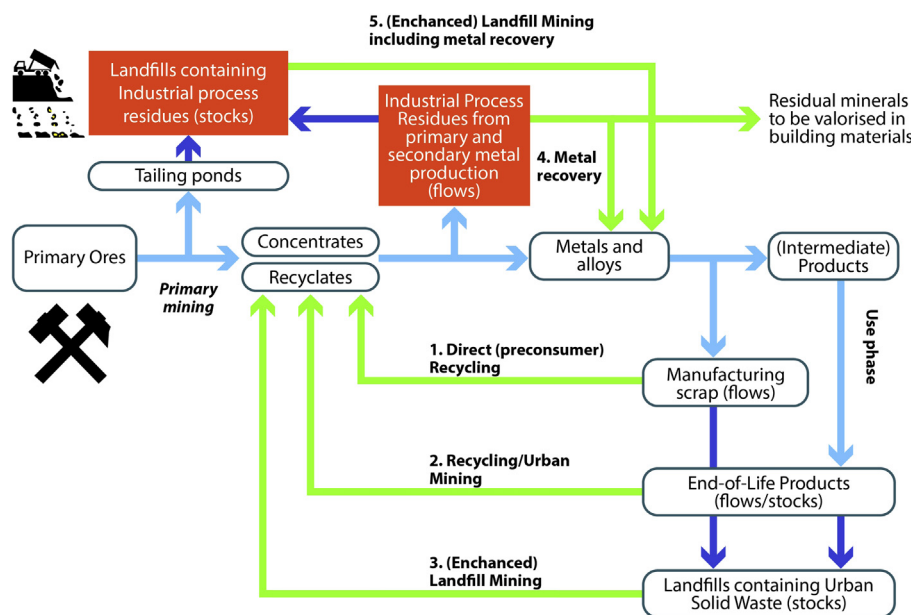 5. (Enchanced) Landfill Mining
including metal recovery
Landfills containing
Industrial process
residues (stocks)
Industrial Process
Residues from
primary and
secondary metal
production
(flows)
Residual minerals
to be valorised in
building materials
4. Metal
recovery
Tailing ponds
Primary Ores
Primary
mining
Concentrates
Recyclates
Metals and
alloys
(Intermediate)
Products
Use phase
1. Direct (preconsumer)
Recycling
Manufacturing
scrap (flows)
2. Recycling/Urban
Mining
End-of-Life Products
(flows/stocks)
3. (Enchanced)
Landfill Mining
Landfills containing Urban
Solid Waste (stocks)